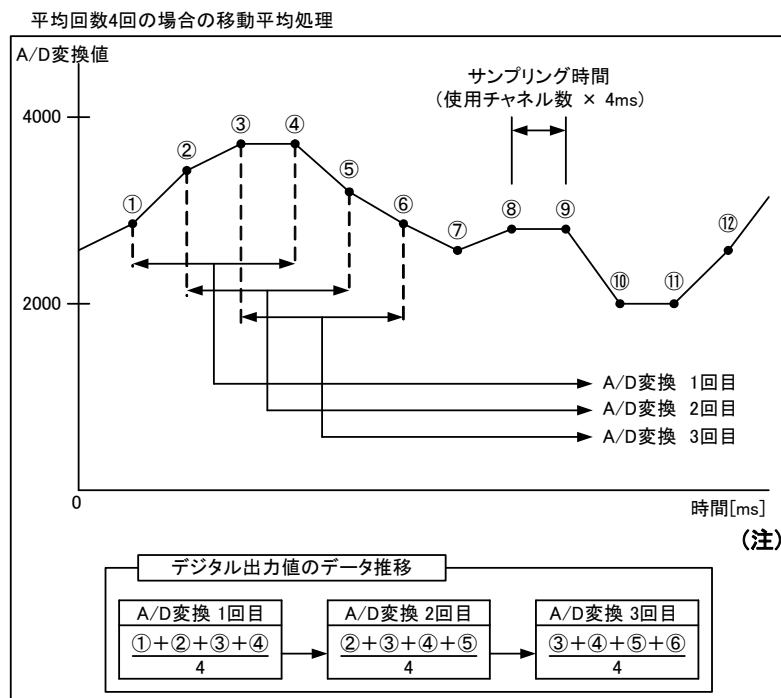 平均回数4回の場合の移動平均処理
A/D変換値
サンプリング時間
(使用チャネル数 × 4ms)
4000
③
④
②
⑤
①
⑥
⑦
⑧
⑨
⑫
2000
⑩
⑪
A/D変換 1回目
A/D変換 2回目
A/D変換 3回目
0
時間[ms]
(注)
デジタル出力値のデータ推移
A/D変換 1回目
①+②+③+④
4
A/D変換 2回目
②+③+④+⑤
4
A/D変換 3回目
③+④+⑤+⑥
4